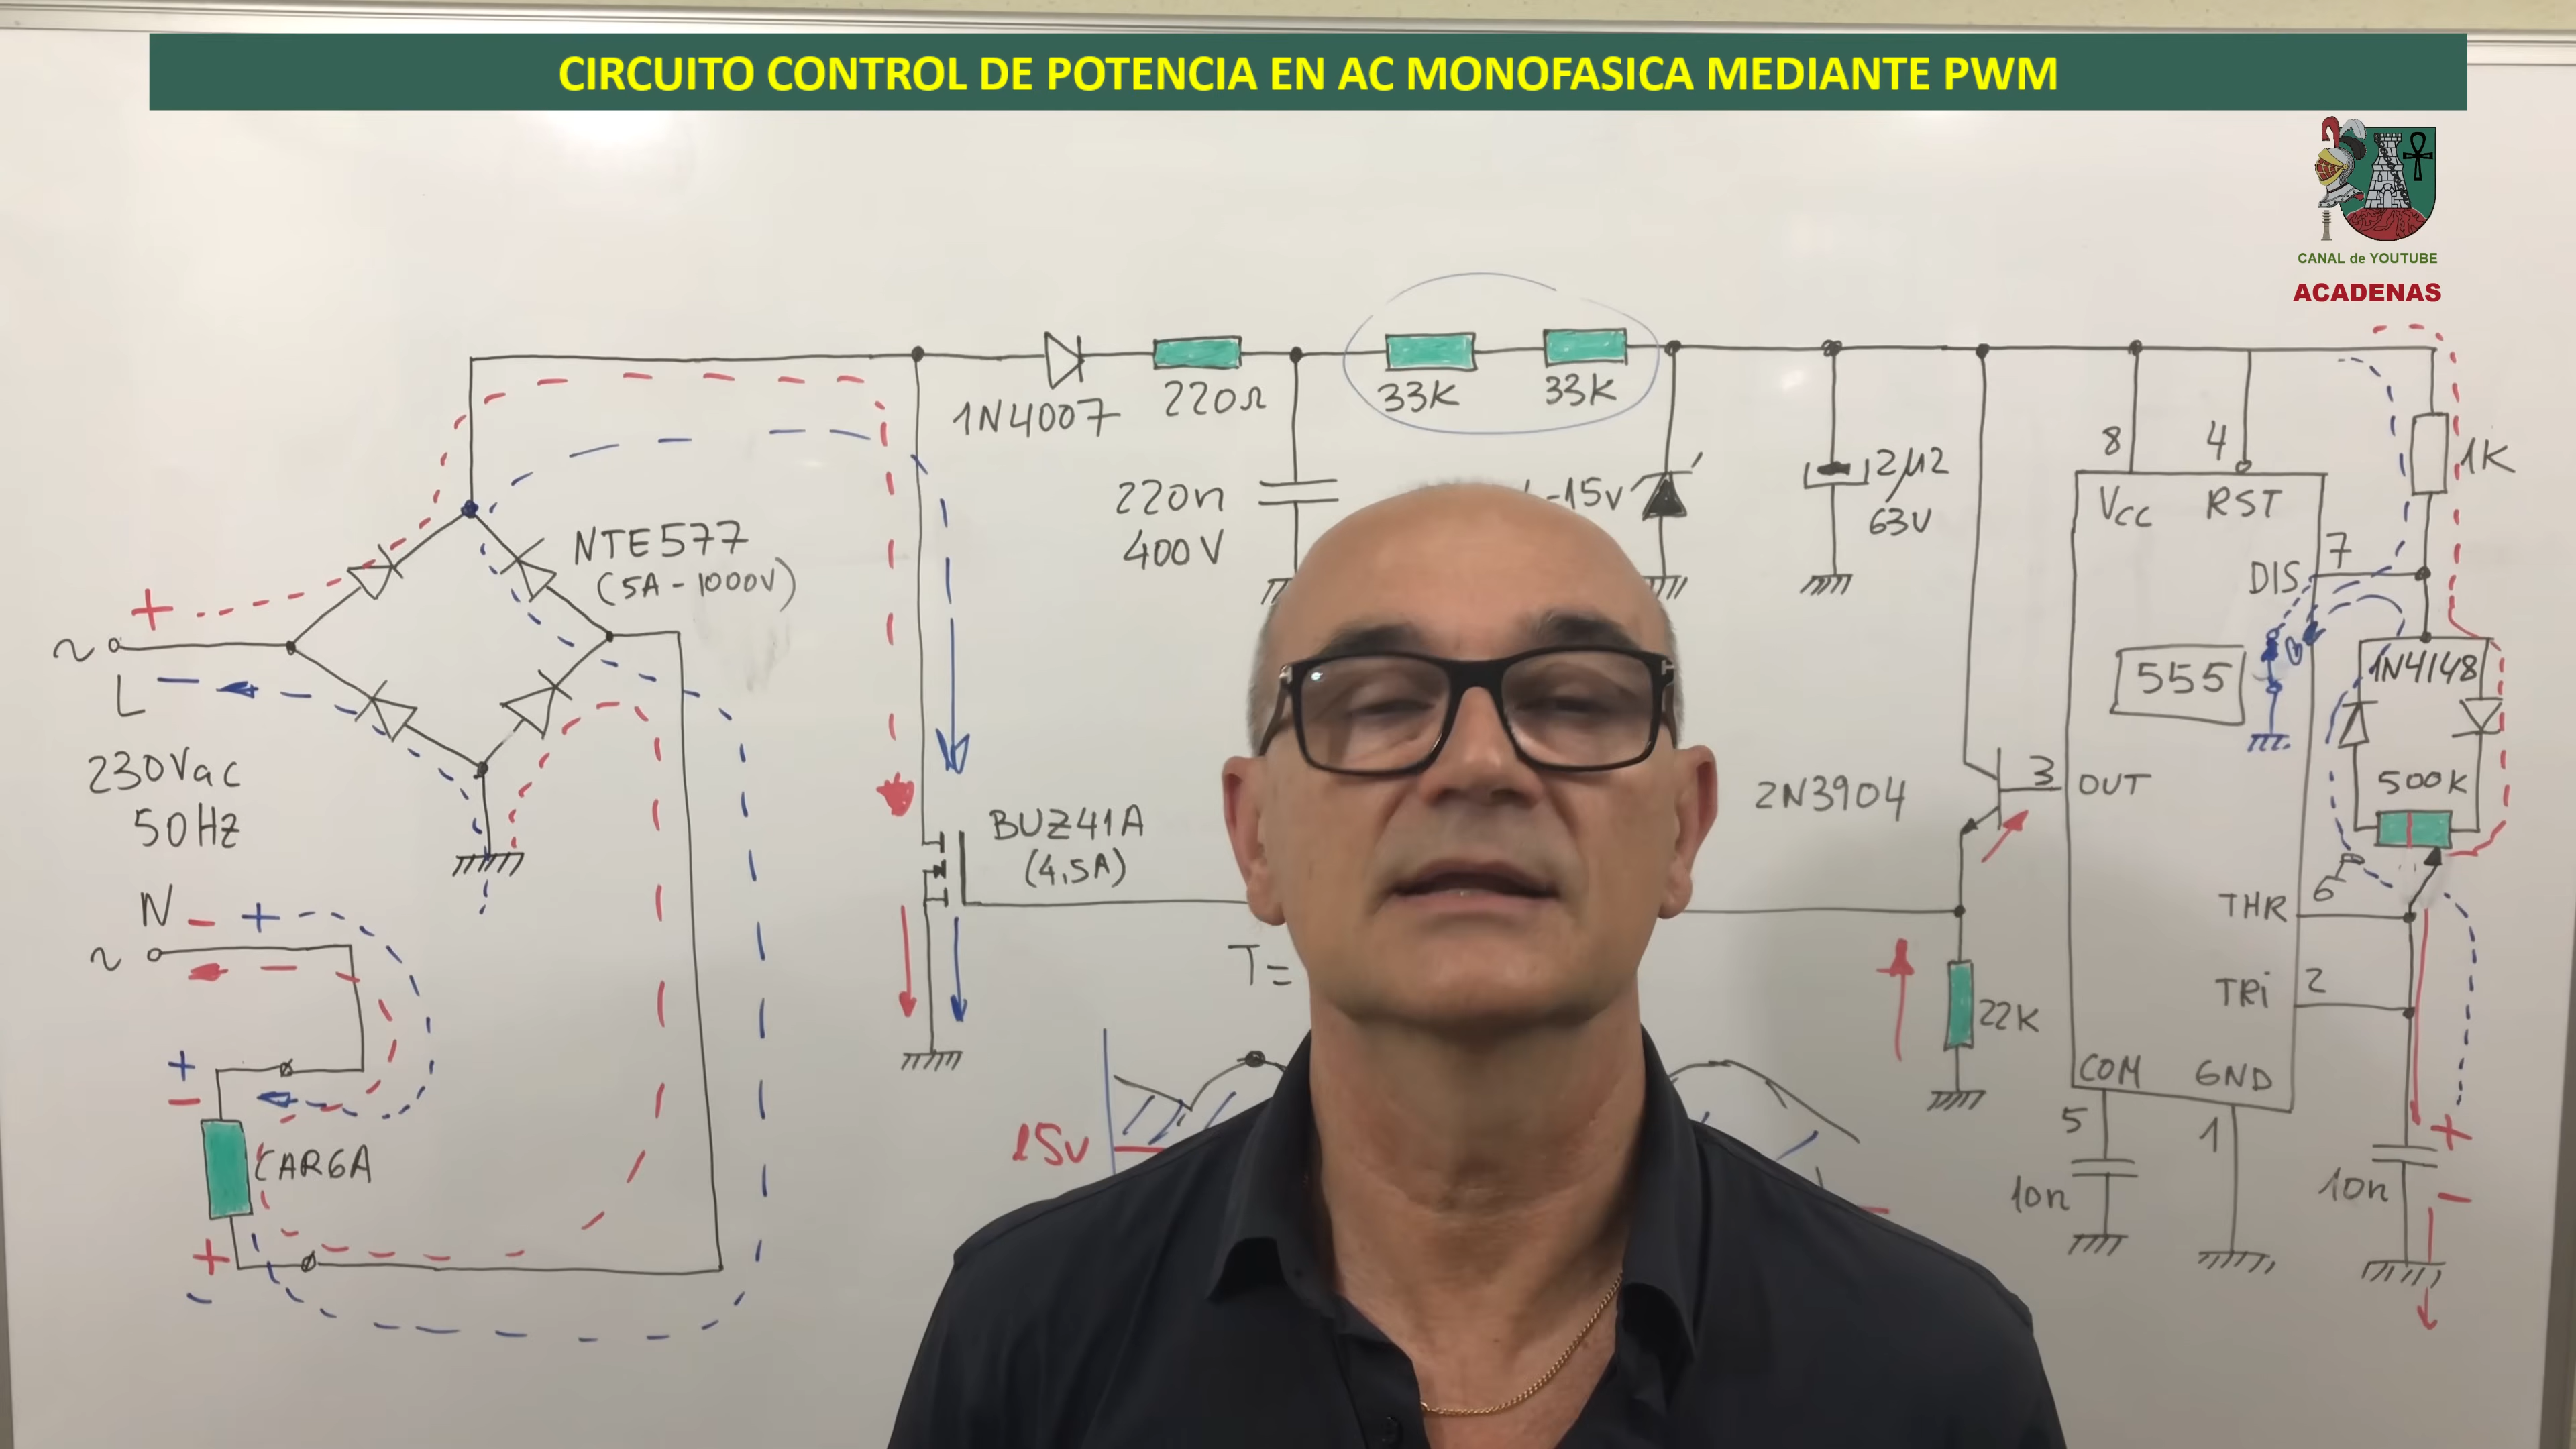 CIRCUITO CONTROL DE POTENCIA EN AC MONOFASICA MEDIANTE PWM
CANAL de YOUTUBE
ACADENAS
1N4007
220Ω
33K
33K
220n
400V
-15v
2µ2
63V
8
4
1K
Vcc
RST
7
DIS
NTE577
(5A-1000V)
+
~
L
230Vac
50Hz
N - +
~
555
1N4148
500K
2N3904
3
OUT
BUZ41A
(4,5A)
6
THR
T=
TRi
2
22K
COM
GND
5
1
15v
+
-
CARGA
+
-
10n
10n
+
-